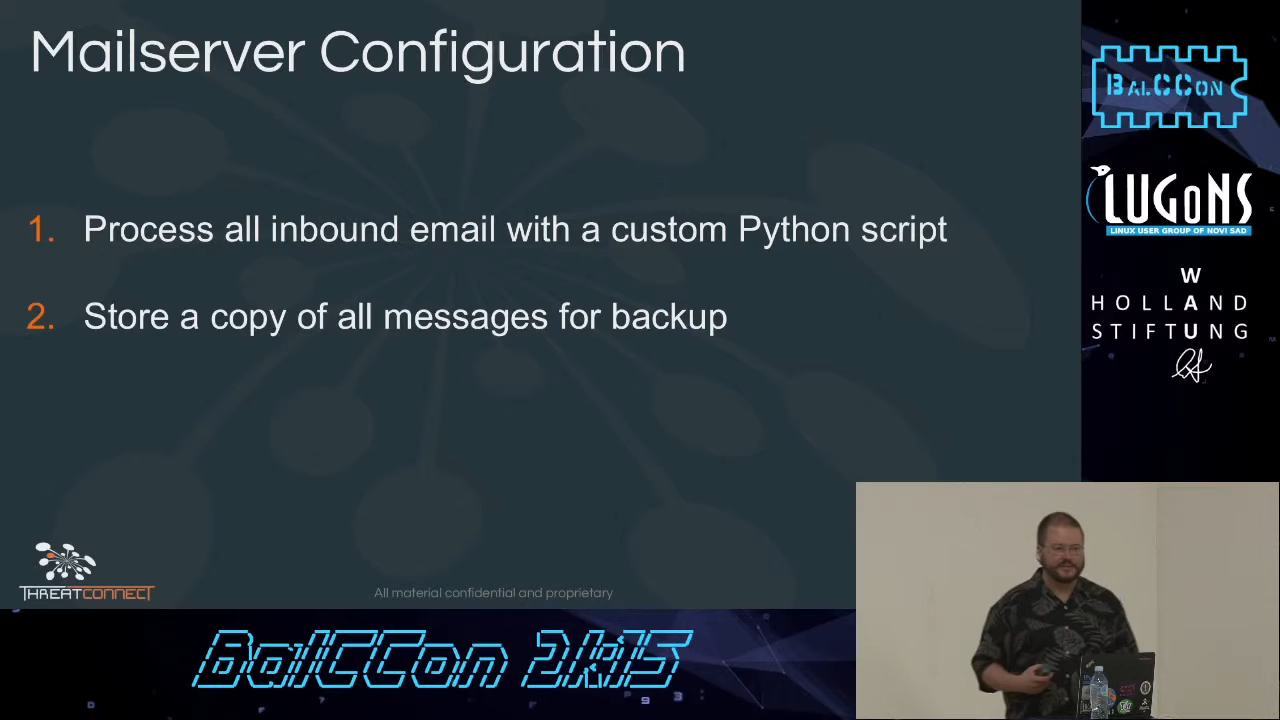 Mailserver Configuration
1. Process all inbound email with a custom Python script
2. Store a copy of all messages for backup
THREATCONNECT
All material confidential and proprietary
BalCCon
LUGoNS
LINUX USER GROUP OF NOVI SAD
W
HOLLAND
STIFTUNG
BalCCon 2k15